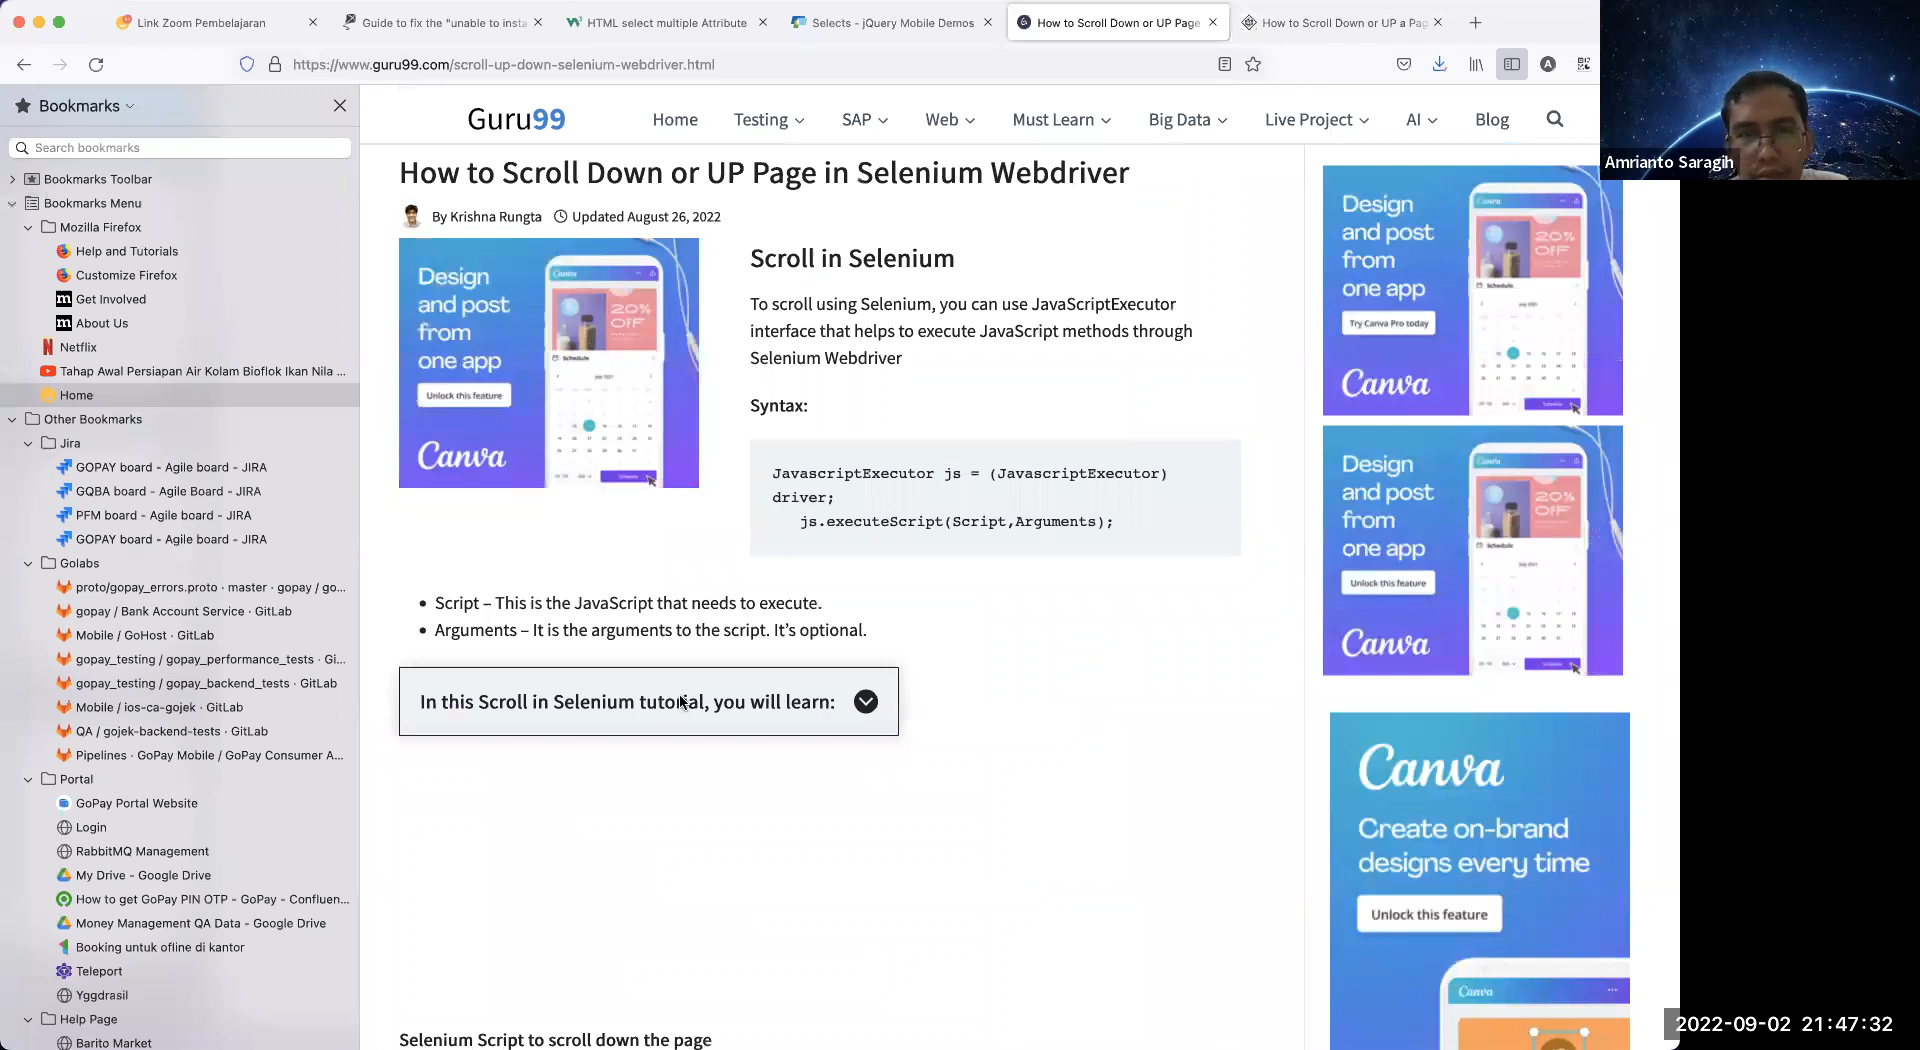 Link Zoom Pembelajaran
Guide to fix the "unable to insta
HTML select multiple Attribute
Selects - jQuery Mobile Demos
How to Scroll Down or UP Page
How to Scroll Down or UP a Pag
https://www.guru99.com/scroll-up-down-selenium-webdriver.html
A
Bookmarks
Search bookmarks
Bookmarks Toolbar
Bookmarks Menu
Mozilla Firefox
Help and Tutorials
Customize Firefox
Get Involved
About Us
Netflix
Tahap Awal Persiapan Air Kolam Bioflok Ikan Nila ...
Home
Other Bookmarks
Jira
GOPAY board - Agile board - JIRA
GQBA board - Agile Board - JIRA
PFM board - Agile board - JIRA
GOPAY board - Agile board - JIRA
Golabs
proto/gopay_errors.proto · master · gopay / go...
gopay / Bank Account Service · GitLab
Mobile / GoHost · GitLab
gopay_testing / gopay_performance_tests · Gi...
gopay_testing / gopay_backend_tests · GitLab
Mobile / ios-ca-gojek · GitLab
QA / gojek-backend-tests · GitLab
Pipelines · GoPay Mobile / GoPay Consumer A...
Portal
GoPay Portal Website
Login
RabbitMQ Management
My Drive - Google Drive
How to get GoPay PIN OTP - GoPay - Confluen...
Money Management QA Data - Google Drive
Booking untuk ofline di kantor
Teleport
Yggdrasil
Help Page
Barito Market
Guru99
Home
Testing
SAP
Web
Must Learn
Big Data
Live Project
AI
Blog
How to Scroll Down or UP Page in Selenium Webdriver
By Krishna Rungta
Updated August 26, 2022
Design
and post
from
one app
Unlock this feature
Canva
Canva
20%
OFF
Schedule
July 2021
Scroll in Selenium
To scroll using Selenium, you can use JavaScriptExecutor
interface that helps to execute JavaScript methods through
Selenium Webdriver
Syntax:
JavascriptExecutor js = (JavascriptExecutor)
driver;
js.executeScript(Script,Arguments);
• Script – This is the JavaScript that needs to execute.
• Arguments – It is the arguments to the script. It’s optional.
In this Scroll in Selenium tutorial, you will learn:
Selenium Script to scroll down the page
Design
and post
from
one app
Try Canva Pro today
Canva
Canva
20%
OFF
Schedule
Design
and post
from
one app
Unlock this feature
Canva
Canva
20%
OFF
Schedule
Canva
Create on-brand
designs every time
Unlock this feature
Canva
Amrianto Saragih
2022-09-02 21:47:32